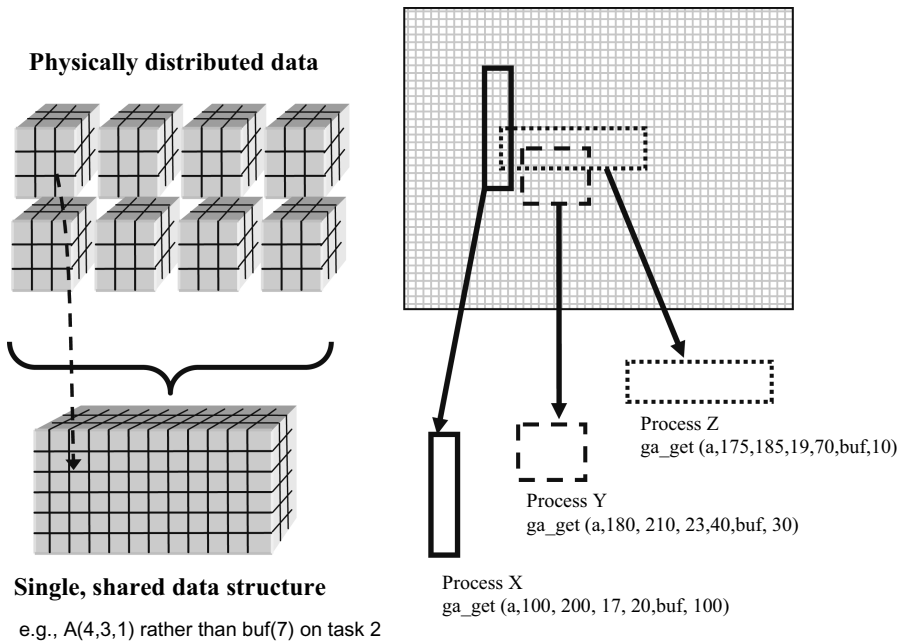 Physically distributed data
Single, shared data structure
e.g., A(4,3,1) rather than buf(7) on task 2
Process Z
ga_get (a,175,185,19,70,buf,10)
Process Y
ga_get (a,180, 210, 23,40,buf, 30)
Process X
ga_get (a,100, 200, 17, 20,buf, 100)